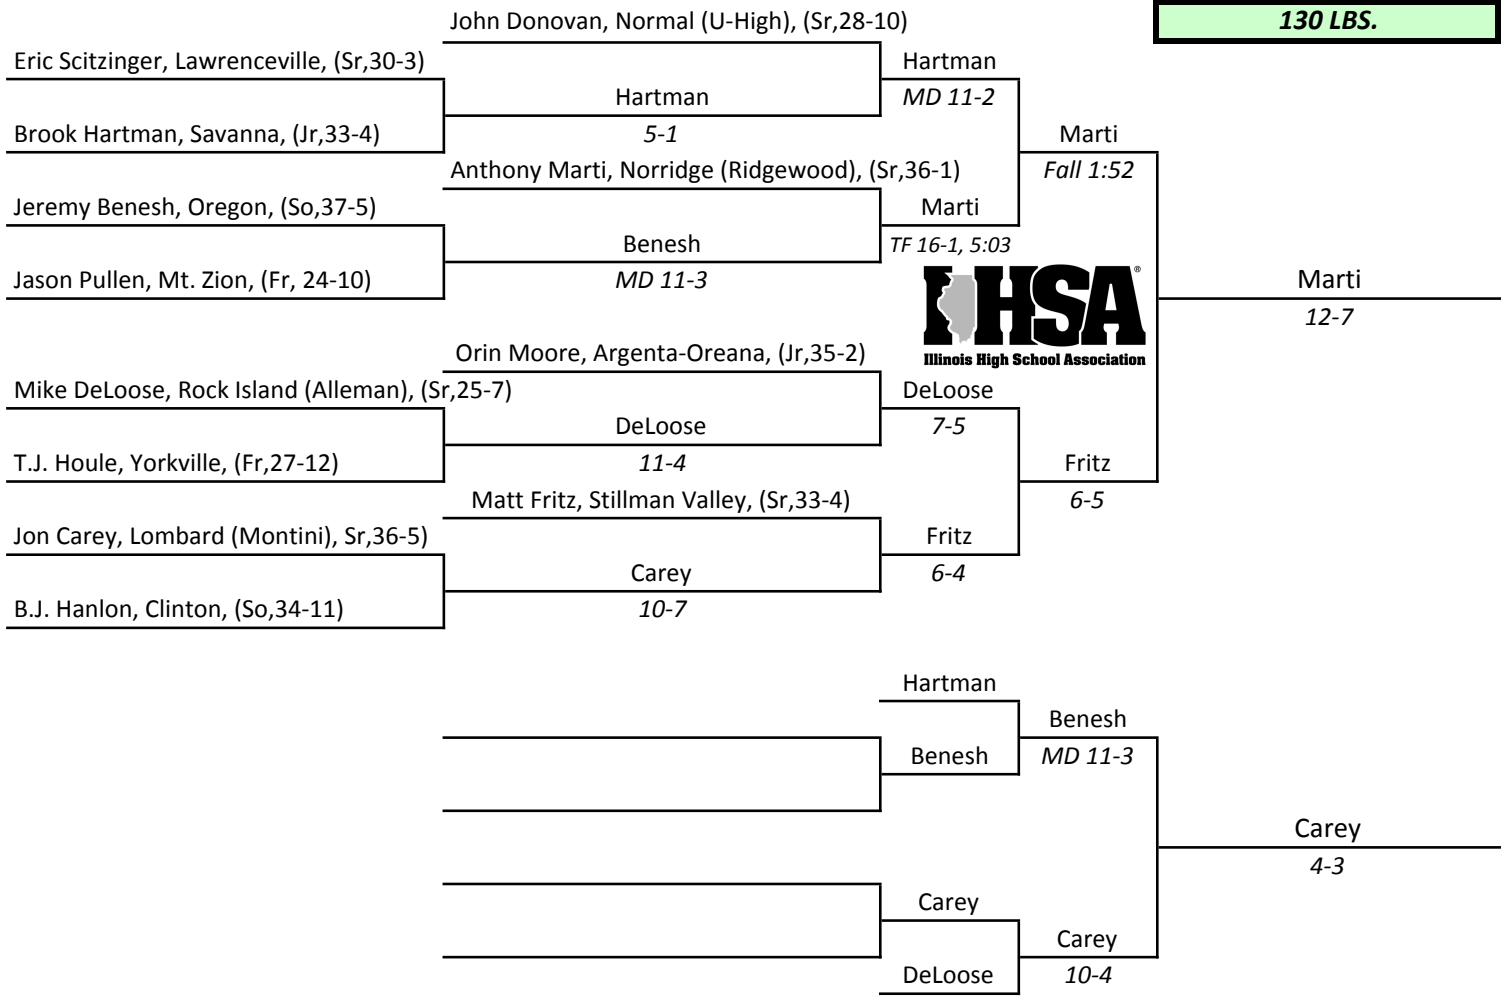 John Donovan, Normal (U-High), (Sr,28-10)
130 LBS.
Eric Scitzinger, Lawrenceville, (Sr,30-3)
Hartman
Hartman
MD 11-2
Brook Hartman, Savanna, (Jr,33-4)
5-1
Marti
Anthony Marti, Norridge (Ridgewood), (Sr,36-1)
Fall 1:52
Jeremy Benesh, Oregon, (So,37-5)
Marti
Benesh
TF 16-1, 5:03
Jason Pullen, Mt. Zion, (Fr, 24-10)
MD 11-3
IHSA®
Illinois High School Association
Marti
12-7
Orin Moore, Argenta-Oreana, (Jr,35-2)
Mike DeLoose, Rock Island (Alleman), (Sr,25-7)
DeLoose
DeLoose
7-5
T.J. Houle, Yorkville, (Fr,27-12)
11-4
Fritz
Matt Fritz, Stillman Valley, (Sr,33-4)
6-5
Jon Carey, Lombard (Montini), Sr,36-5)
Fritz
Carey
6-4
B.J. Hanlon, Clinton, (So,34-11)
10-7
Hartman
Benesh
Benesh
MD 11-3
Carey
4-3
Carey
Carey
DeLoose
10-4